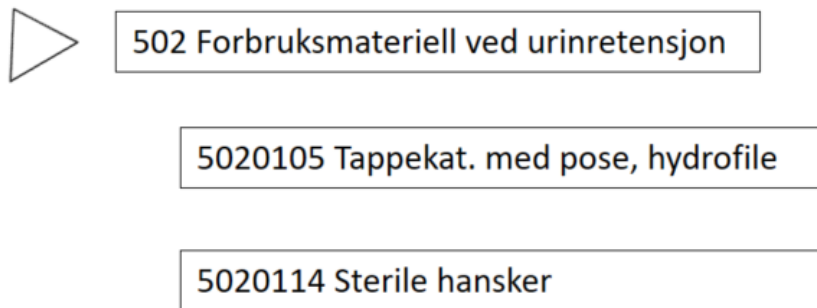 502 Forbruksmateriell ved urinretensjon
5020105 Tappekat. med pose, hydrofile
5020114 Sterile hansker